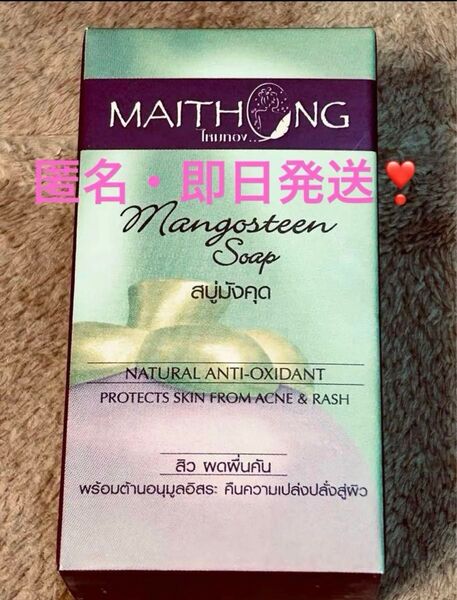 MAITHONG
ไหมทอง..
匿名・即日発送❣️
Mangosteen
Soap
สบู่มังคุด
NATURAL ANTI-OXIDANT
PROTECTS SKIN FROM ACNE & RASH
สิว ผดผื่นคัน
พร้อมต้านอนุมูลอิสระ คืนความเปล่งปลั่งสู่ผิว